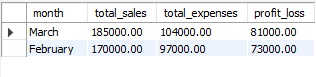 month total_sales total_expenses profit_loss
March 185000.00 104000.00 81000.00
February 170000.00 97000.00 73000.00